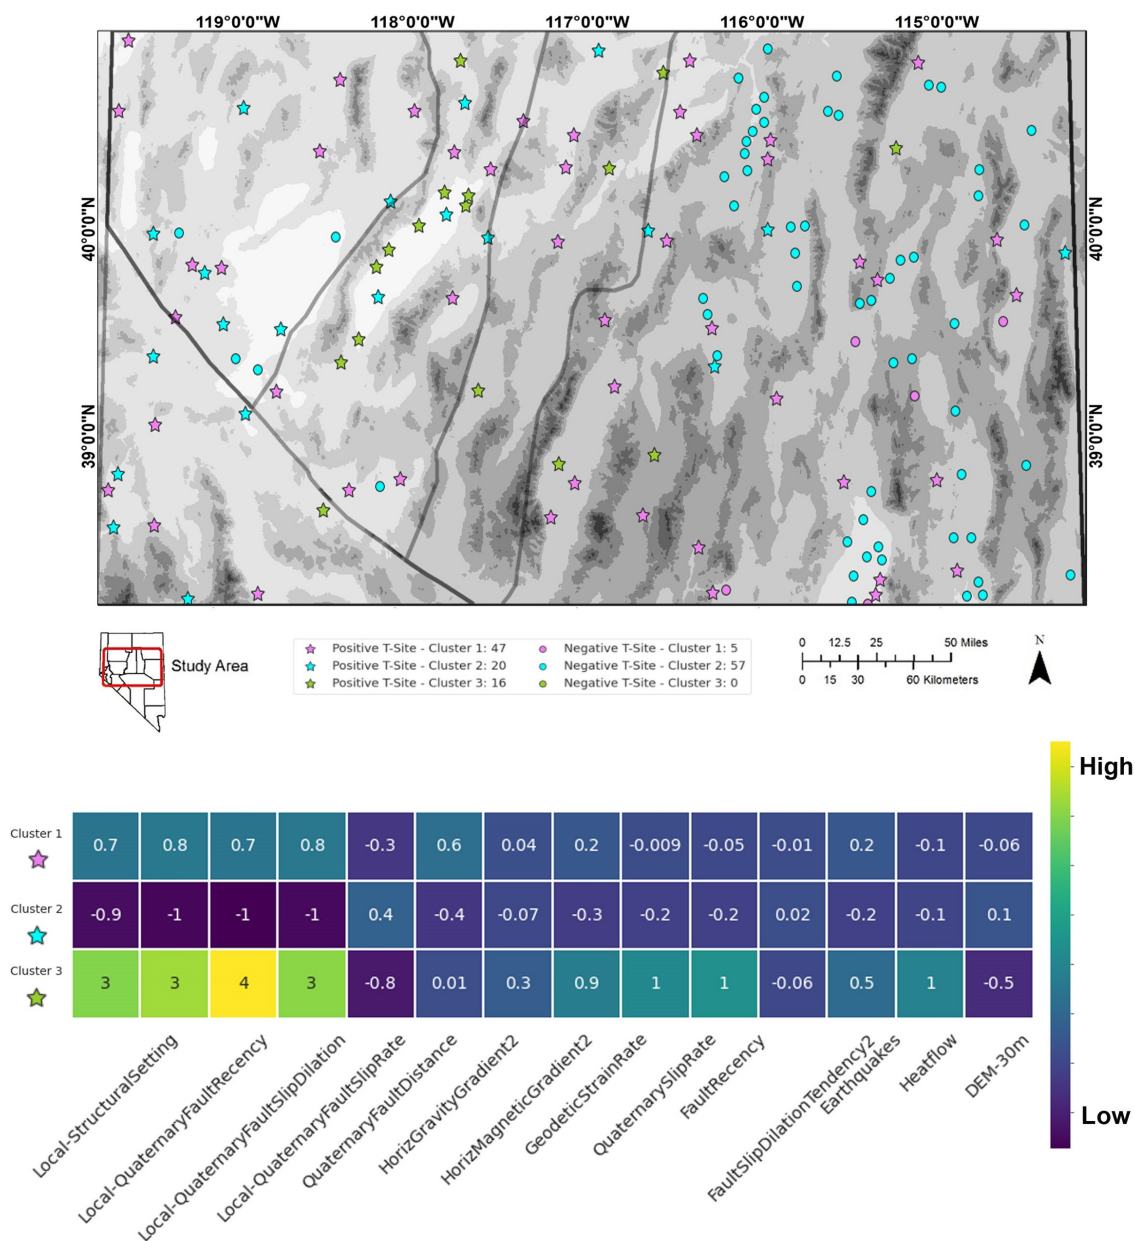 119°0'0"W 118°0'0"W 117°0'0"W 116°0'0"W 115°0'0"W
40°0'0"N 40°0'0"N
39°0'0"N 39°0'0"N
Study Area
Positive T-Site - Cluster 1: 47 Negative T-Site - Cluster 1: 5
Positive T-Site - Cluster 2: 20 Negative T-Site - Cluster 2: 57
Positive T-Site - Cluster 3: 16 Negative T-Site - Cluster 3: 0
0 12.5 25 50 Miles
0 15 30 60 Kilometers
N
High
Cluster 1 0.7 0.8 0.7 0.8 -0.3 0.6 0.04 0.2 -0.009 -0.05 -0.01 0.2 -0.1 -0.06
Cluster 2 -0.9 -1 -1 -1 0.4 -0.4 -0.07 -0.3 -0.2 -0.2 0.02 -0.2 -0.1 0.1
Cluster 3 3 3 4 3 -0.8 0.01 0.3 0.9 1 1 -0.06 0.5 1 -0.5
Low
Local-StructuralSetting
Local-QuaternaryFaultRecency
Local-QuaternaryFaultSlipDilation
Local-QuaternaryFaultSlipRate
QuaternaryFaultDistance
HorizGravityGradient2
HorizMagneticGradient2
GeodeticStrainRate
QuaternarySlipRate
FaultRecency
FaultSlipDilationTendency2
Earthquakes
Heatflow
DEM-30m